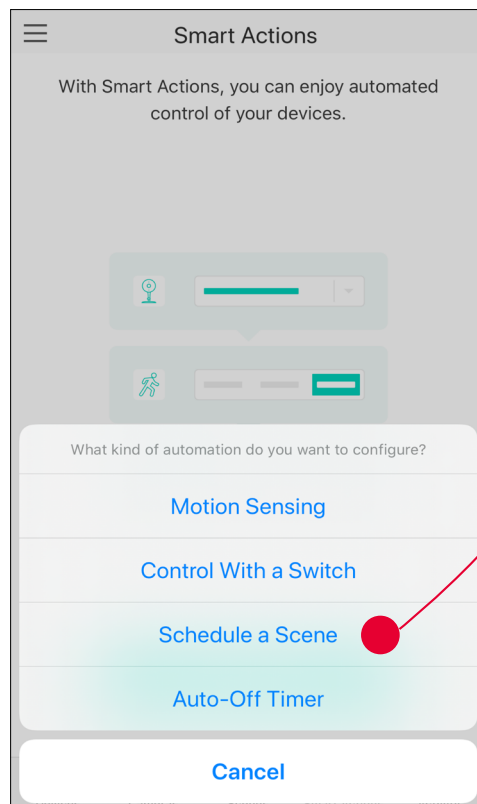 Smart Actions
With Smart Actions, you can enjoy automated
control of your devices.
What kind of automation do you want to configure?
Motion Sensing
Control With a Switch
Schedule a Scene
Auto-Off Timer
Cancel